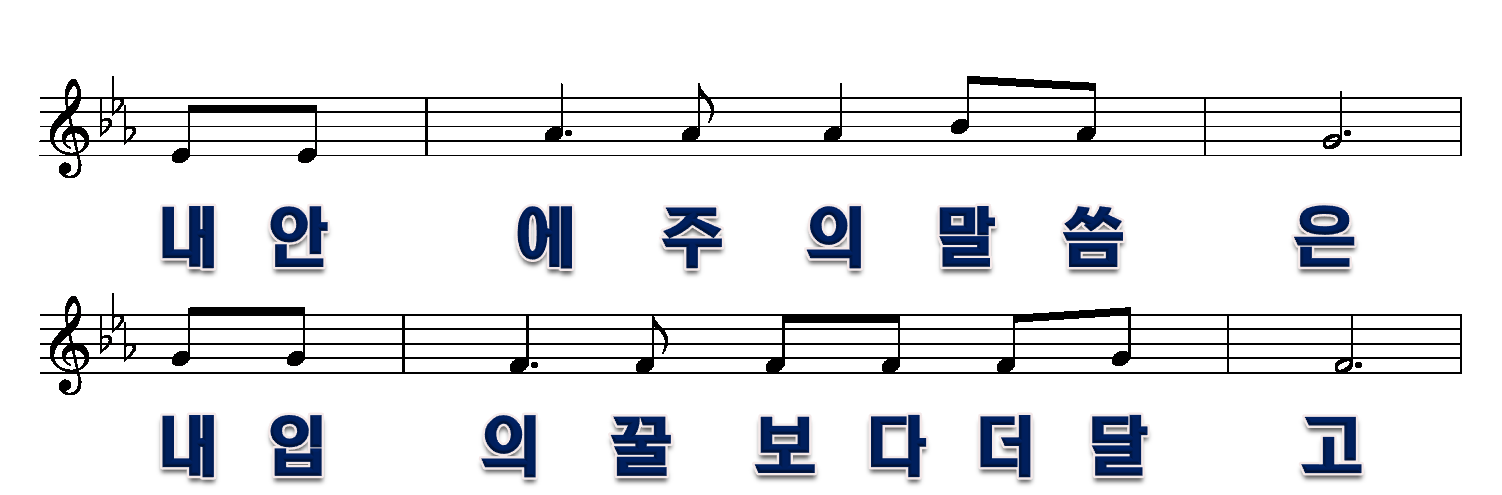 내 안 에 주 의 말 씀 은
내 입 의 꿀 보 다 더 달 고